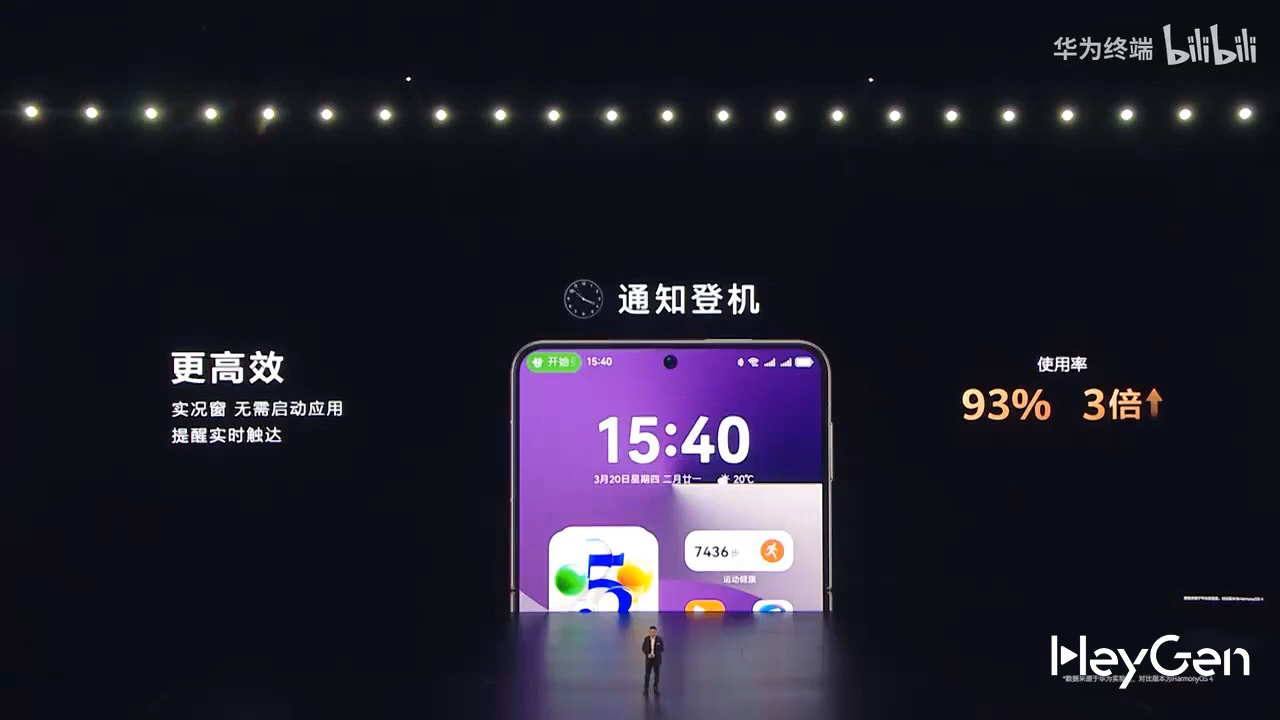 华为终端 bilibili
通知登机
更高效
实况窗 无需启动应用
提醒实时触达
开始 15:40
15:40
3月20日星期四 二月廿一 20℃
7436 步
运动健康
5
使用率
93% 3倍
HeyGen